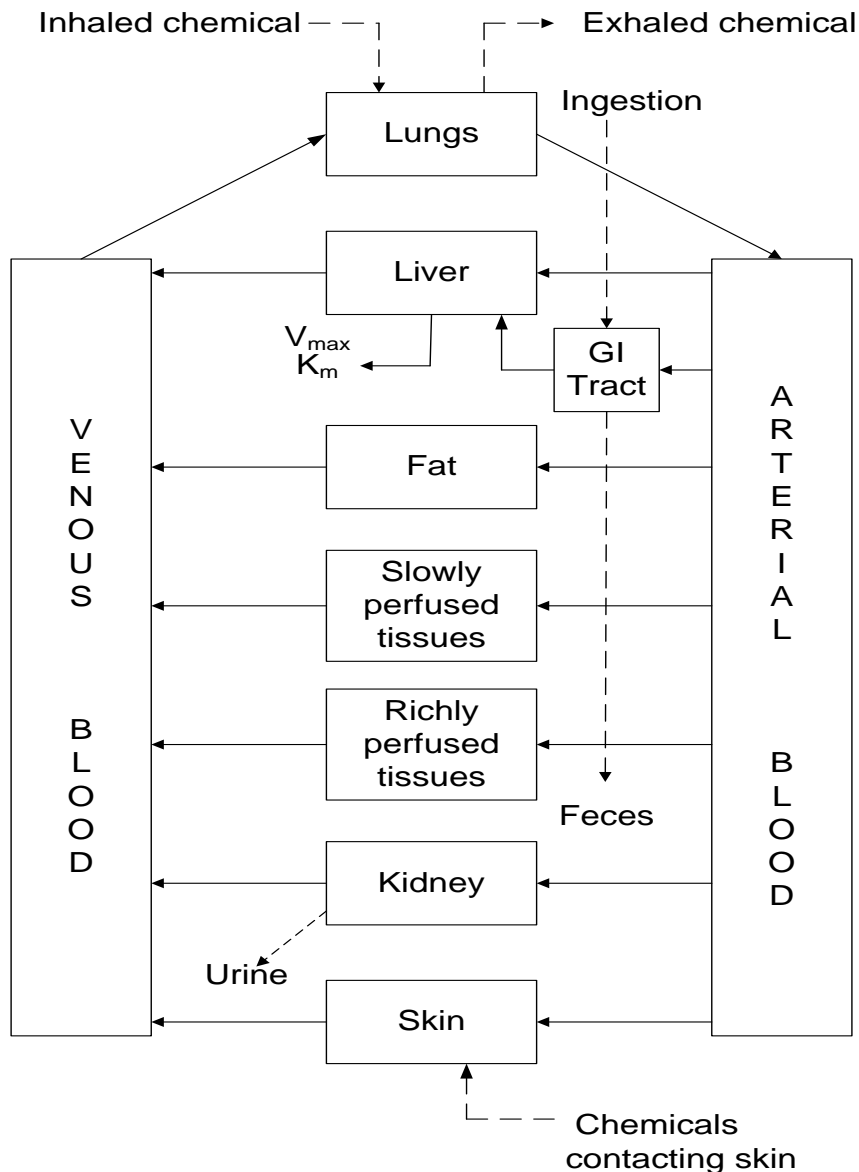 Inhaled chemical
Exhaled chemical
Ingestion
Lungs
Liver
Vmax
Km
GI
Tract
VENOUS BLOOD
ARTERIAL BLOOD
Fat
Slowly
perfused
tissues
Richly
perfused
tissues
Feces
Kidney
Urine
Skin
Chemicals
contacting skin